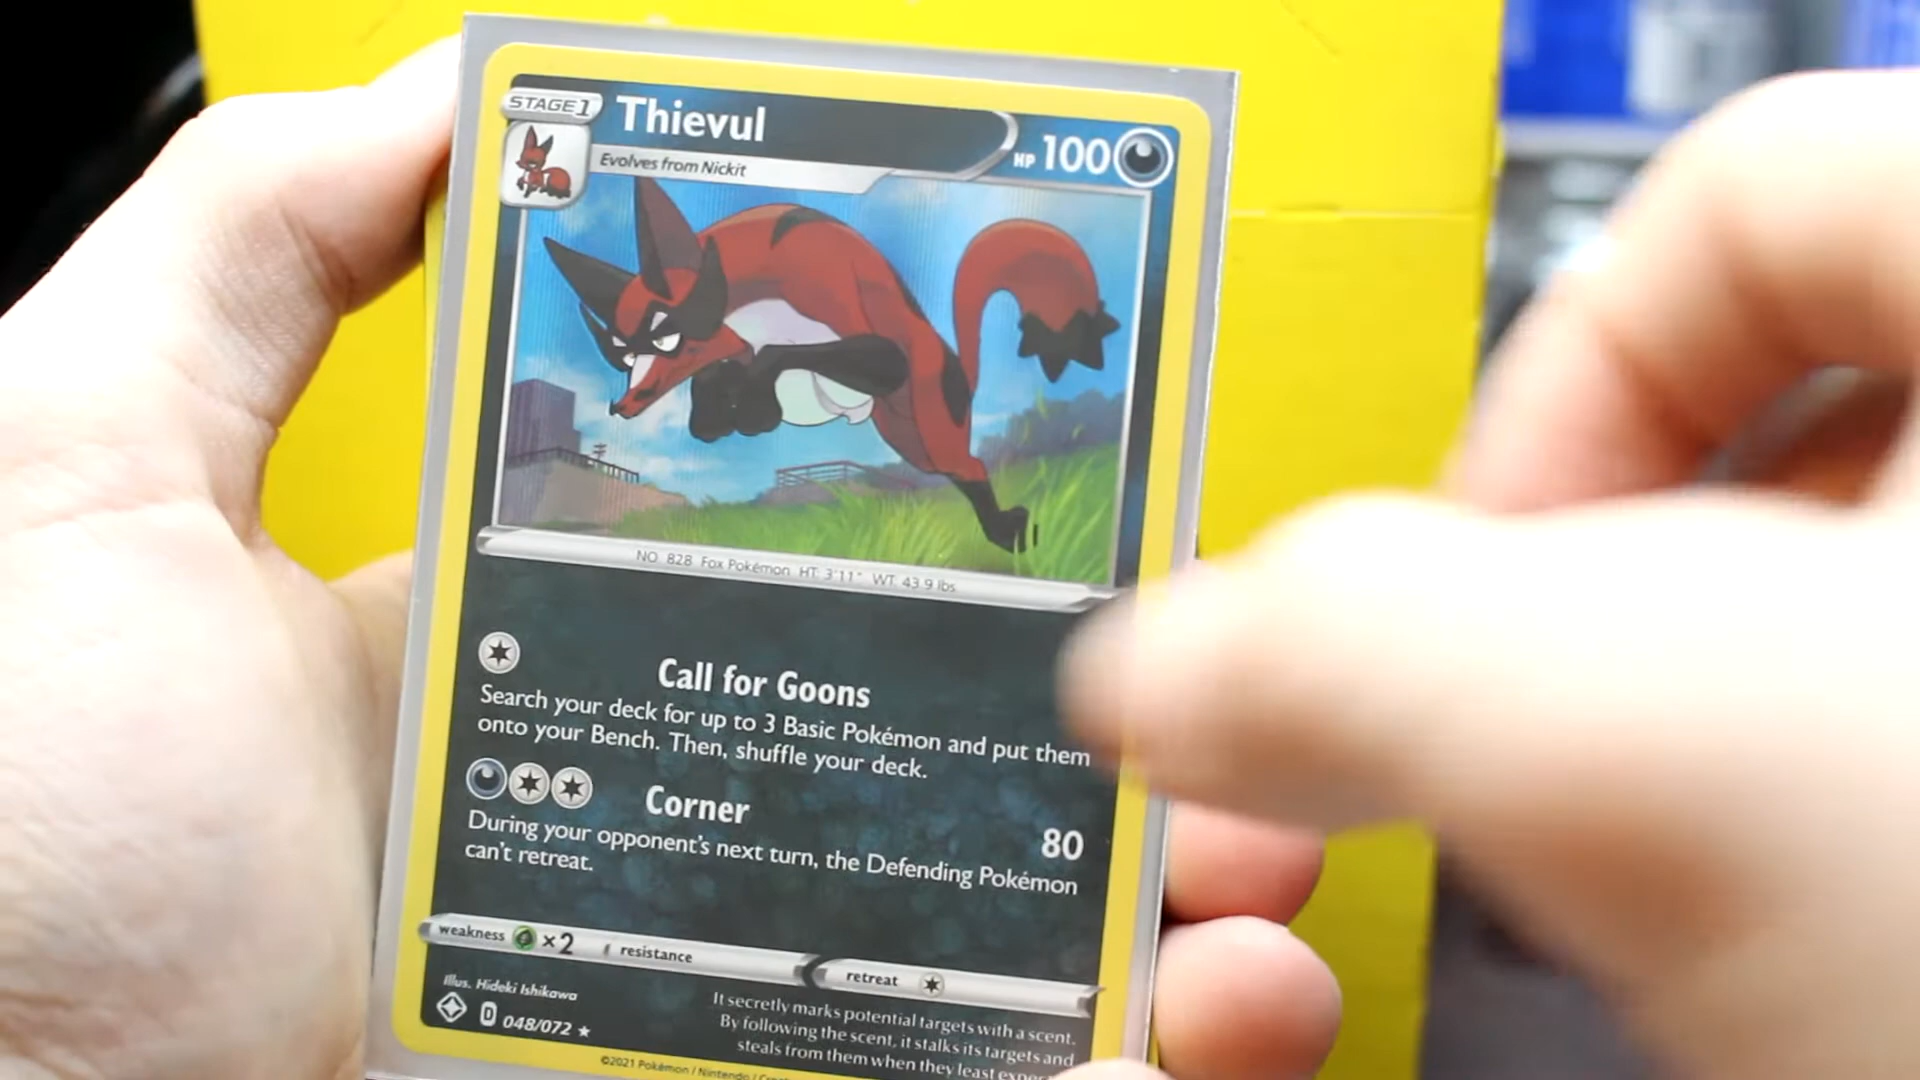 STAGE 1
Thievul
HP 100
Evolves from Nickit
NO. 828 Fox Pokémon HT: 3'11" WT: 43.9 lbs
Call for Goons
Search your deck for up to 3 Basic Pokémon and put them
onto your Bench. Then, shuffle your deck.
Corner 80
During your opponent's next turn, the Defending Pokémon
can't retreat.
weakness ×2 resistance retreat
Illus. Hideki Ishikawa
D 048/072
It secretly marks potential targets with a scent.
By following the scent, it stalks its targets and
steals from them when they least
©2021 Pokémon / Nintendo /